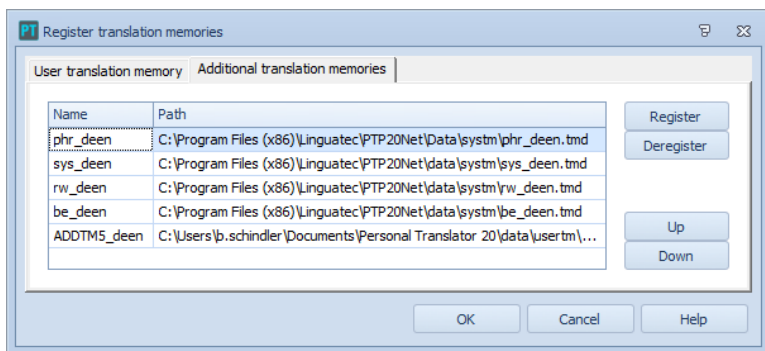 PT Register translation memories
User translation memory Additional translation memories
Name Path
phr_deen C:\Program Files (x86)\Linguatec\PTP20Net\Data\systm\phr_deen.tmd
sys_deen C:\Program Files (x86)\Linguatec\PTP20Net\Data\systm\sys_deen.tmd
rw_deen C:\Program Files (x86)\Linguatec\PTP20Net\data\systm\rw_deen.tmd
be_deen C:\Program Files (x86)\Linguatec\PTP20Net\data\systm\be_deen.tmd
ADDTM5_deen C:\Users\b.schindler\Documents\Personal Translator 20\data\usertm\...
Register
Deregister
Up
Down
OK Cancel Help